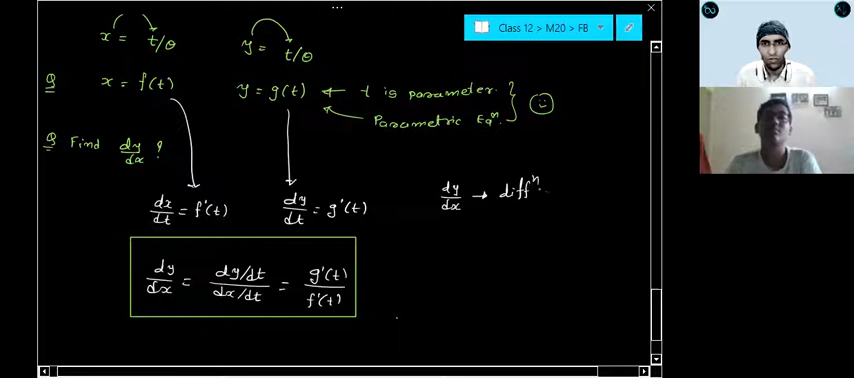 x = t/θ
y = t/θ
Q x = f(t) y = g(t) ← t is parameter.
← Parametric Eqⁿ.
Q Find dy/dx ?
dx/dt = f'(t) dy/dt = g'(t) dy/dx → diffⁿ.
dy/dx = (dy/dt)/(dx/dt) = g'(t)/f'(t)
Class 12 > M20 > FB